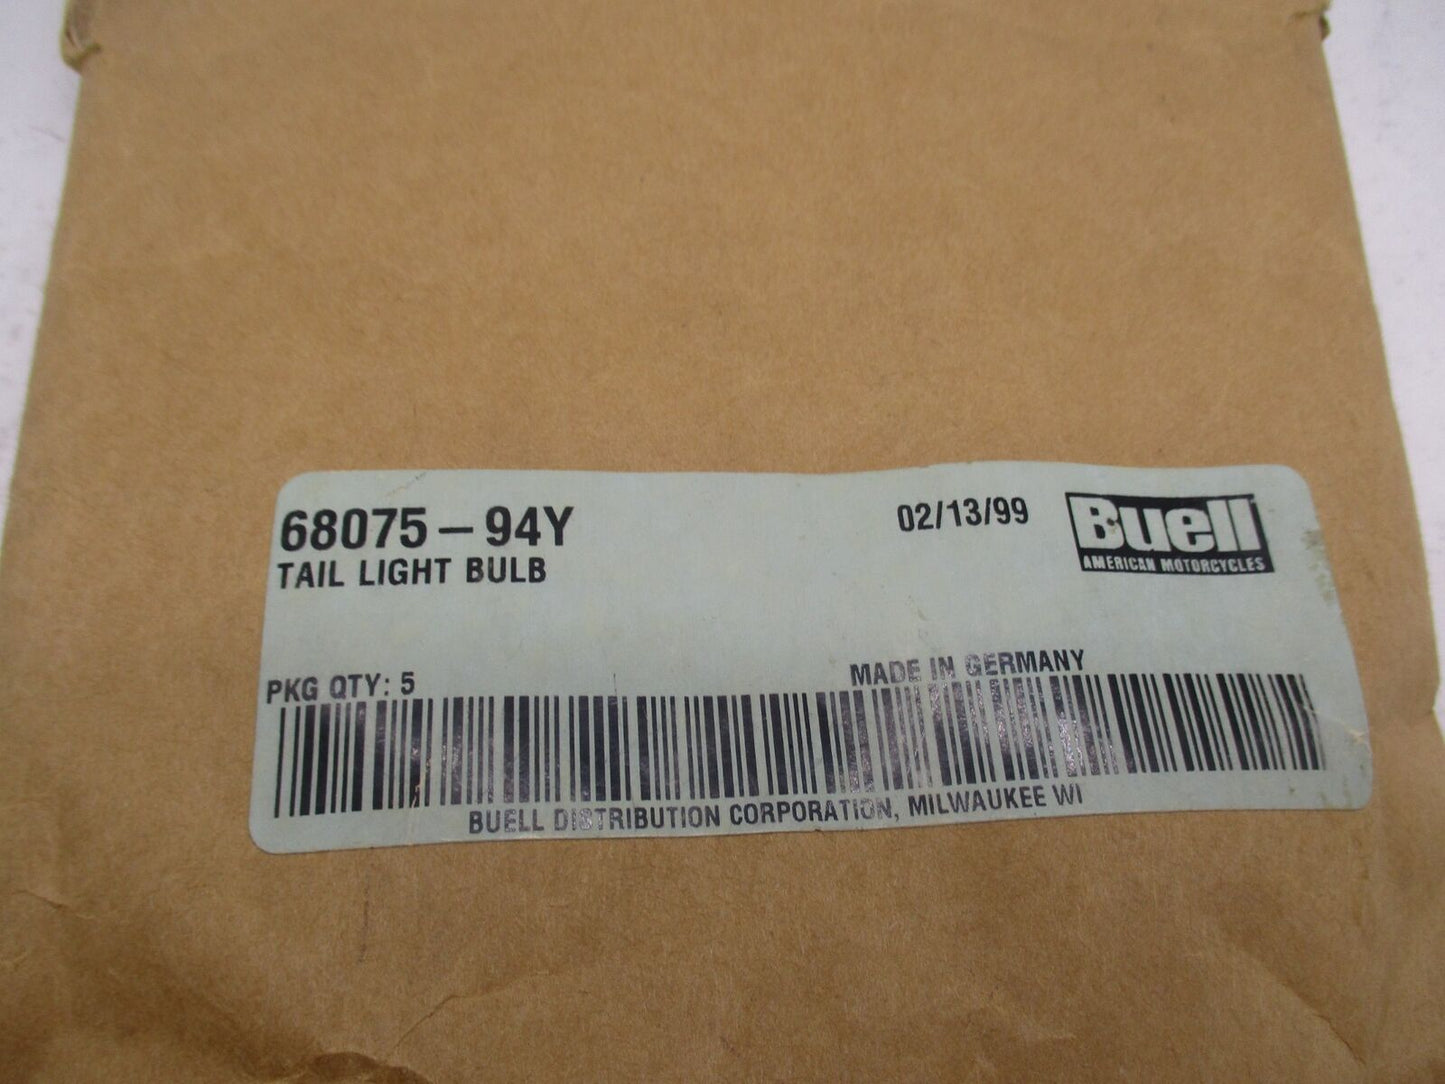 68075-94Y
TAIL LIGHT BULB
02/13/99
Buell
AMERICAN MOTORCYCLES
PKG QTY: 5
MADE IN GERMANY
BUELL DISTRIBUTION CORPORATION, MILWAUKEE WI